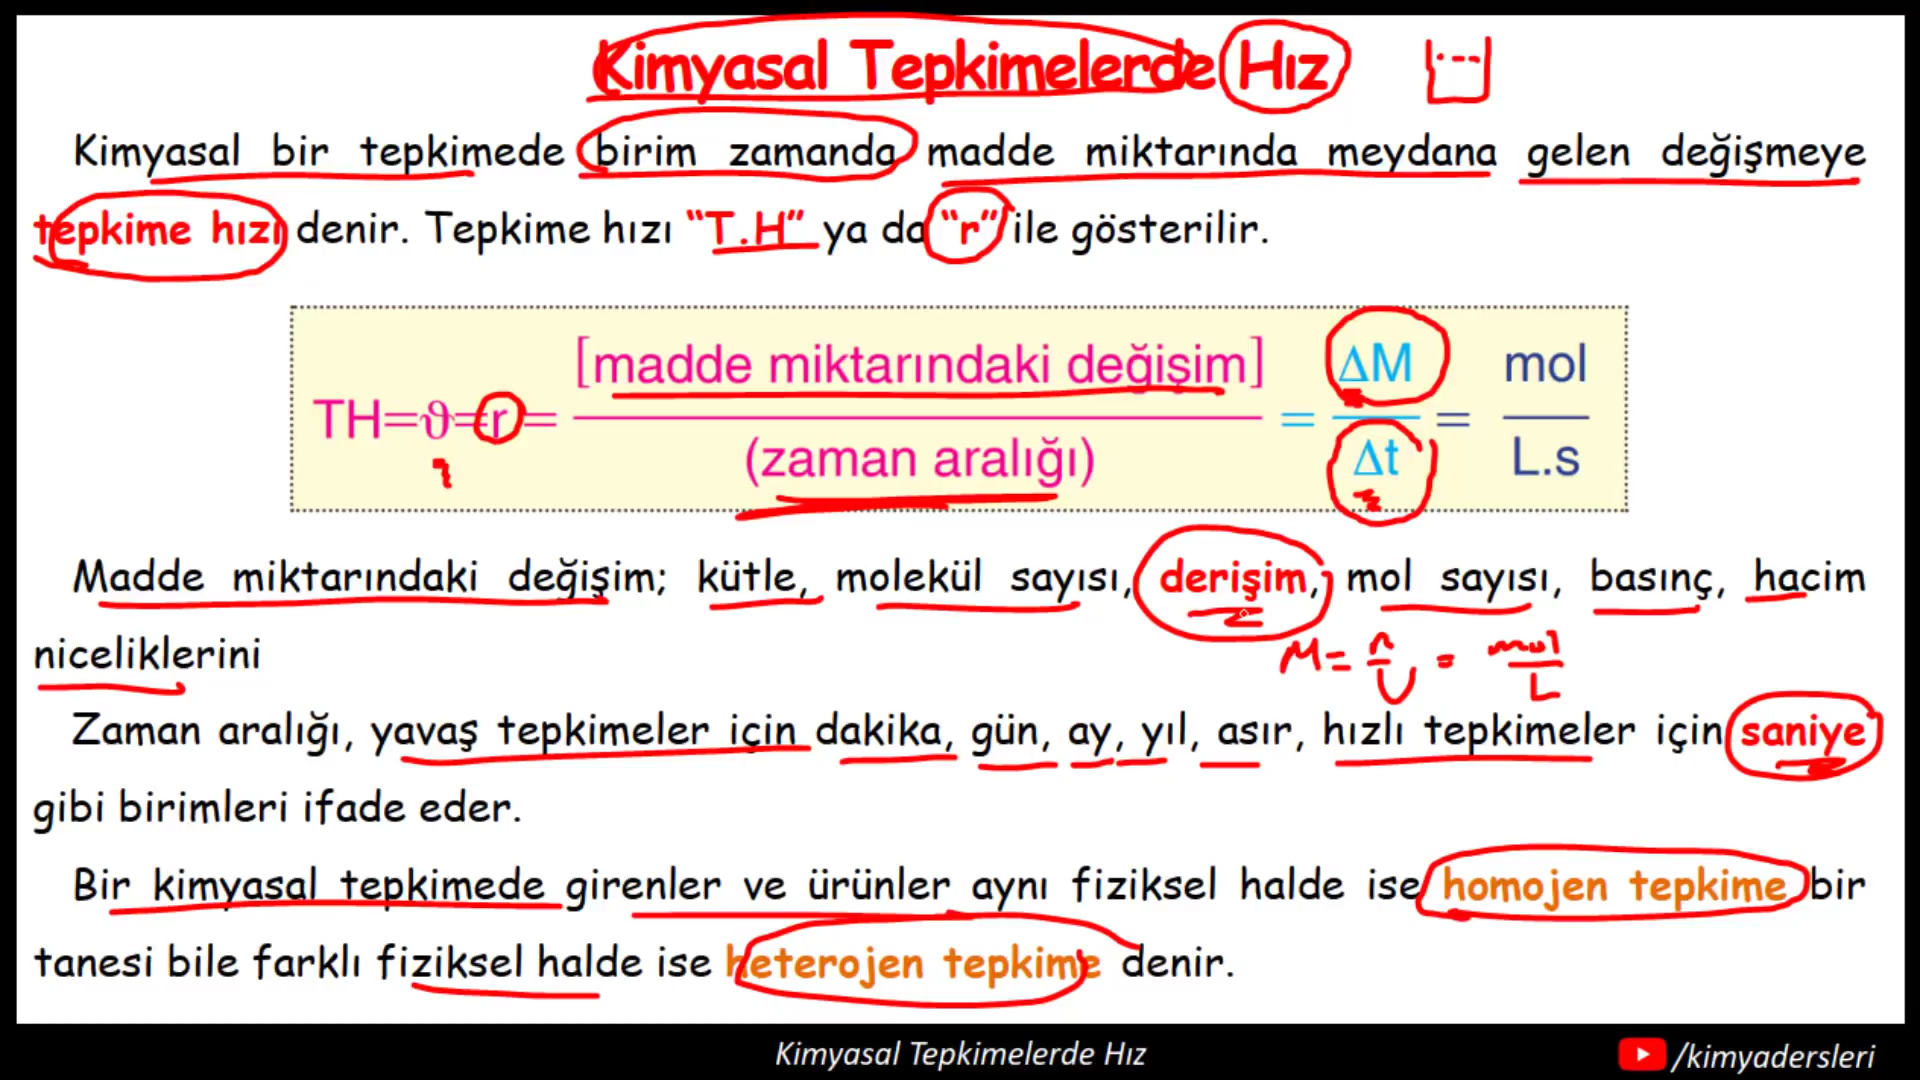 Kimyasal Tepkimelerde Hız
Kimyasal bir tepkimede birim zamanda madde miktarında meydana gelen değişmeye
tepkime hızı denir. Tepkime hızı “T.H” ya da “r” ile gösterilir.
TH=ϑ=r= [madde miktarındaki değişim] / (zaman aralığı) = ΔM / Δt = mol / L.s
Madde miktarındaki değişim; kütle, molekül sayısı, derişim, mol sayısı, basınç, hacim
niceliklerini
M = n / V = mol / L
Zaman aralığı, yavaş tepkimeler için dakika, gün, ay, yıl, asır, hızlı tepkimeler için saniye
gibi birimleri ifade eder.
Bir kimyasal tepkimede girenler ve ürünler aynı fiziksel halde ise homojen tepkime bir
tanesi bile farklı fiziksel halde ise heterojen tepkime denir.
Kimyasal Tepkimelerde Hız
/kimyadersleri